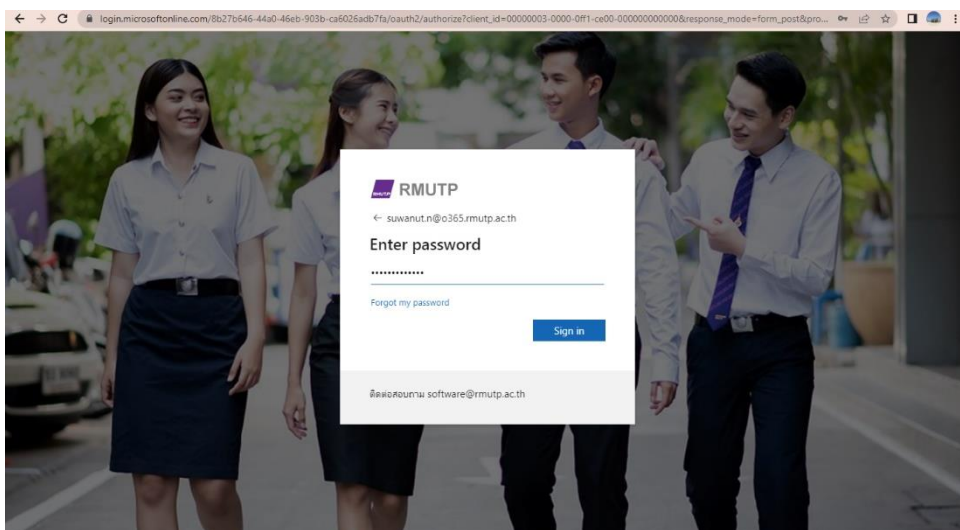 login.microsoftonline.com/8b27b646-44a0-46eb-903b-ca6026adb7fa/oauth2/authorize?client_id=00000003-0000-0ff1-ce00-000000000000&response_mode=form_post&pro...
RMUTP
suwanut.n@o365.rmutp.ac.th
Enter password
Forgot my password
Sign in
ติดต่อสอบถาม software@rmutp.ac.th